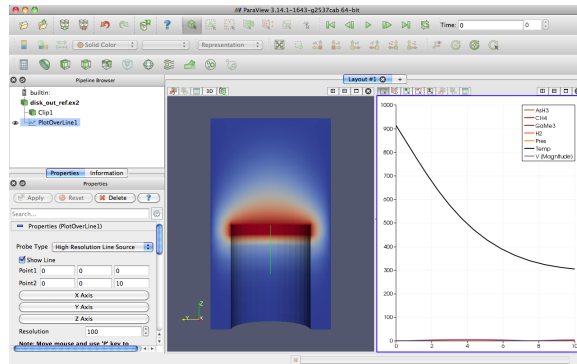 ParaView 3.14.1-1643-g2537cab 64-bit
Time: 0 0
Solid Color Representation
3D
Pipeline Browser
builtin:
disk_out_ref.ex2
Clip1
PlotOverLine1
Properties Information
Properties
Apply Reset Delete ?
Search...
Properties (PlotOverLine1)
Probe Type High Resolution Line Source
Show Line
Point1 0 0 0
Point2 0 0 10
X Axis
Y Axis
Z Axis
Resolution 100
Note: Move mouse and use 'P' key to
Layout #1 +
3D
Z
Y
X
1000
900
800
700
600
500
400
300
200
100
0
0 2 4 6 8 10
AsH3
CH4
GaMe3
H2
Pres
Temp
V (Magnitude)